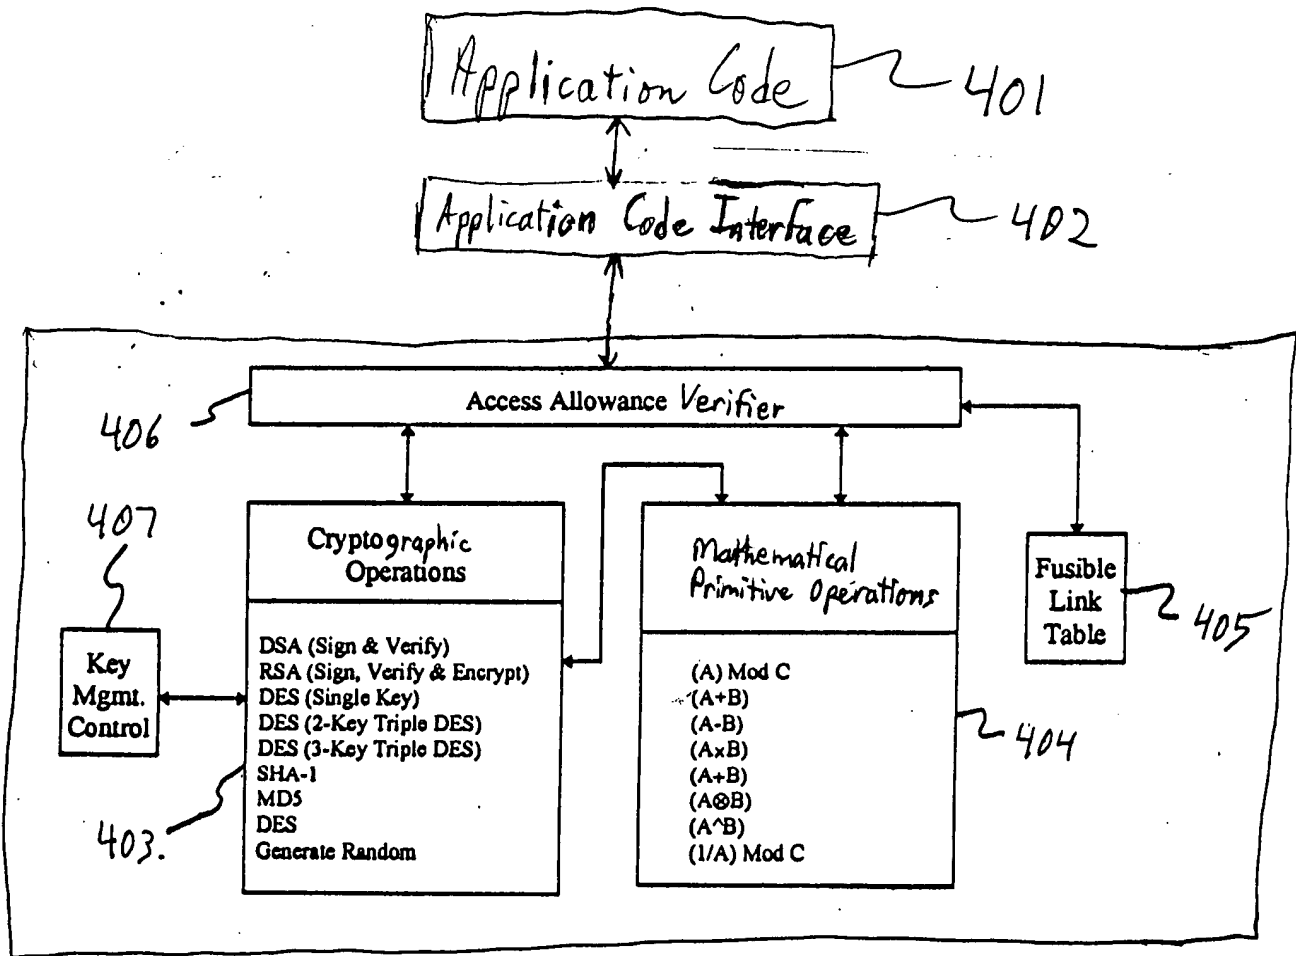 Application Code
401
Application Code Interface
402
Access Allowance Verifier
406
407
Cryptographic
Operations
Mathematical
Primitive Operations
Fusible
Link
Table
405
Key
Mgmt.
Control
DSA (Sign & Verify)
RSA (Sign, Verify & Encrypt)
DES (Single Key)
DES (2-Key Triple DES)
DES (3-Key Triple DES)
SHA-1
MD5
DES
Generate Random
403.
(A) Mod C
(A+B)
(A-B)
(AxB)
(A+B)
(A⊗B)
(A^B)
(1/A) Mod C
404